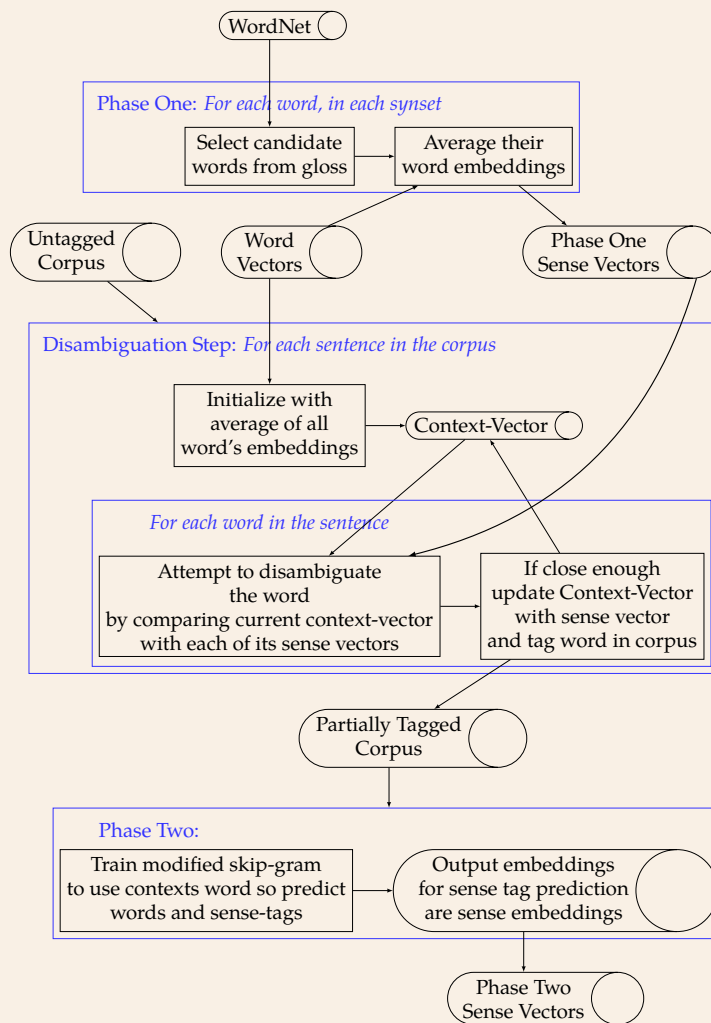 WordNet
Phase One: For each word, in each synset
Select candidate
words from gloss
Average their
word embeddings
Untagged
Corpus
Word
Vectors
Phase One
Sense Vectors
Disambiguation Step: For each sentence in the corpus
Initialize with
average of all
word's embeddings
Context-Vector
For each word in the sentence
Attempt to disambiguate
the word
by comparing current context-vector
with each of its sense vectors
If close enough
update Context-Vector
with sense vector
and tag word in corpus
Partially Tagged
Corpus
Phase Two:
Train modified skip-gram
to use contexts word so predict
words and sense-tags
Output embeddings
for sense tag prediction
are sense embeddings
Phase Two
Sense Vectors